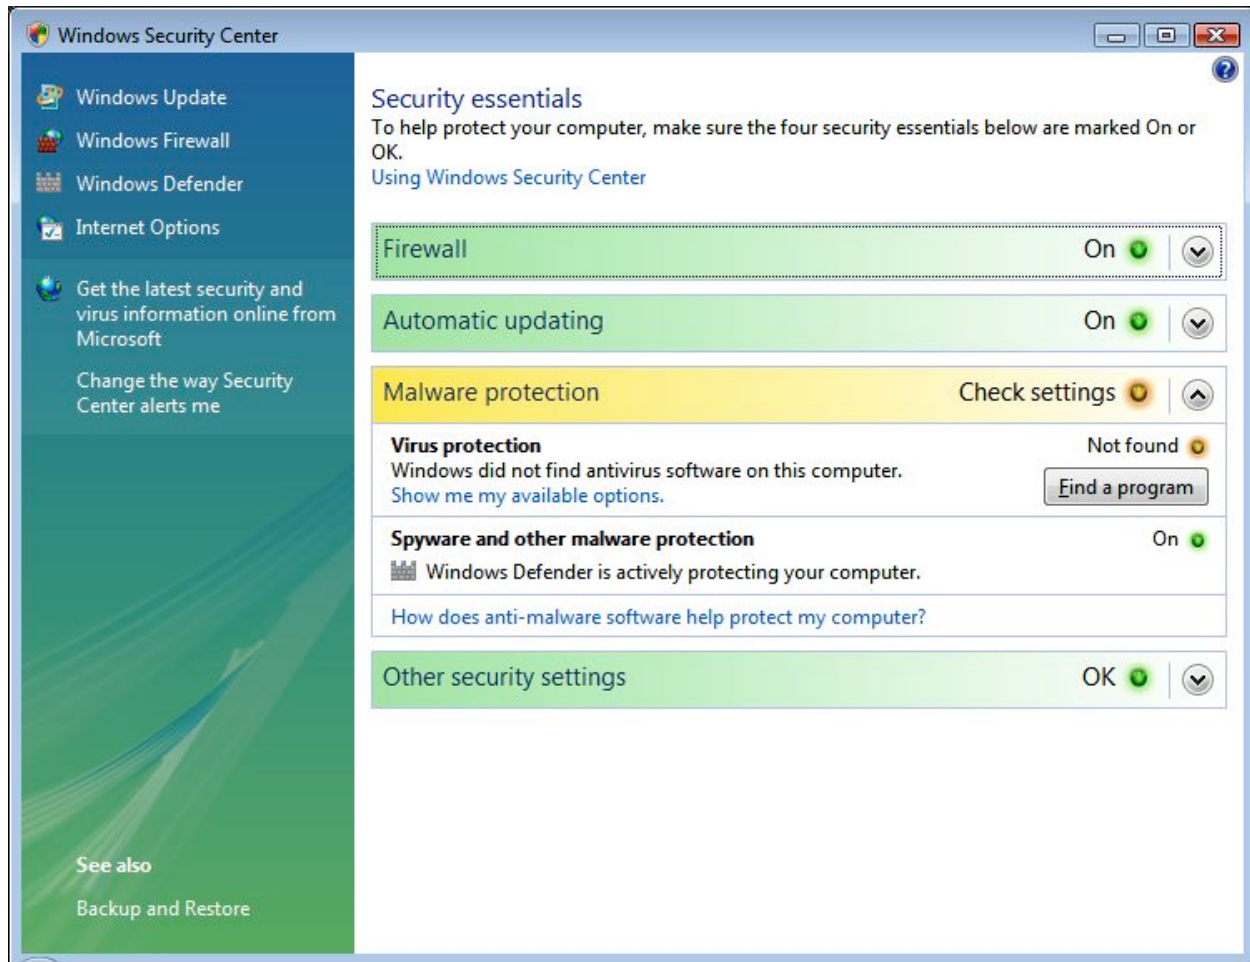 Windows Security Center
Windows Update
Windows Firewall
Windows Defender
Internet Options
Get the latest security and
virus information online from
Microsoft
Change the way Security
Center alerts me
See also
Backup and Restore
Security essentials
To help protect your computer, make sure the four security essentials below are marked On or
OK.
Using Windows Security Center
Firewall On
Automatic updating On
Malware protection Check settings
Virus protection Not found
Windows did not find antivirus software on this computer.
Show me my available options.
Find a program
Spyware and other malware protection On
Windows Defender is actively protecting your computer.
How does anti-malware software help protect my computer?
Other security settings OK